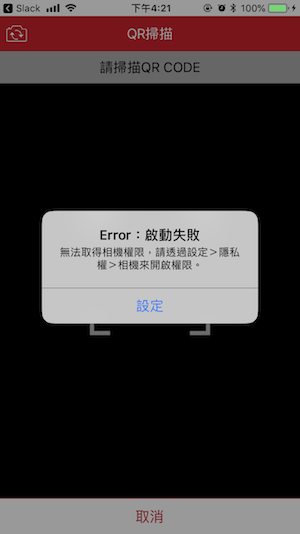 Slack 下午4:21 100%
QR掃描
請掃描QR CODE
Error：啟動失敗
無法取得相機權限，請透過設定＞隱私
權＞相機來開啟權限。
設定
取消